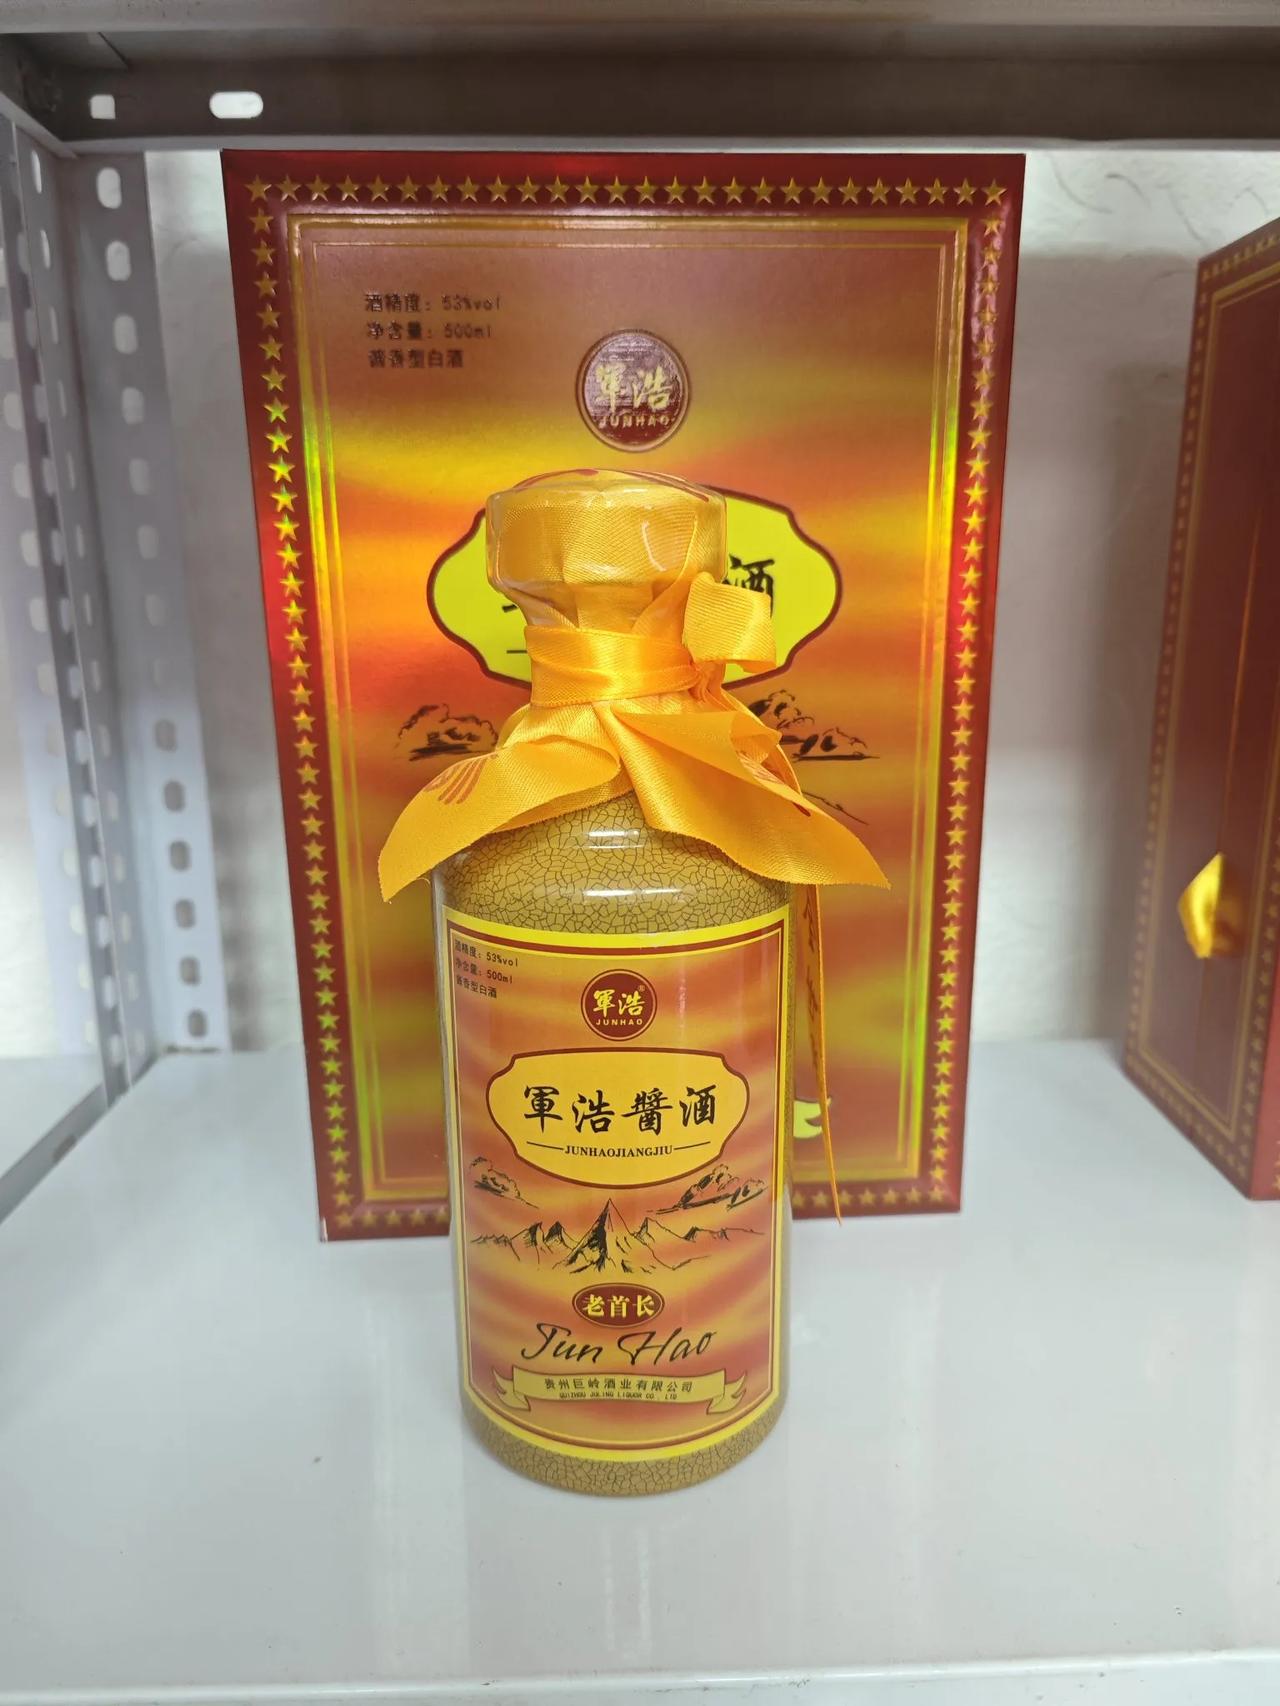 酒精度：53%vol
净含量：500ml
酱香型白酒
軍浩
JUNHAO
酒
酒精度：53%vol
净含量：500ml
酱香型白酒
軍浩®
JUNHAO
軍浩醬酒
JUNHAOJIANGJIU
老首长
Jun Hao
贵州巨岭酒业有限公司
GUIZHOU JULING LIQUOR CO., LTD